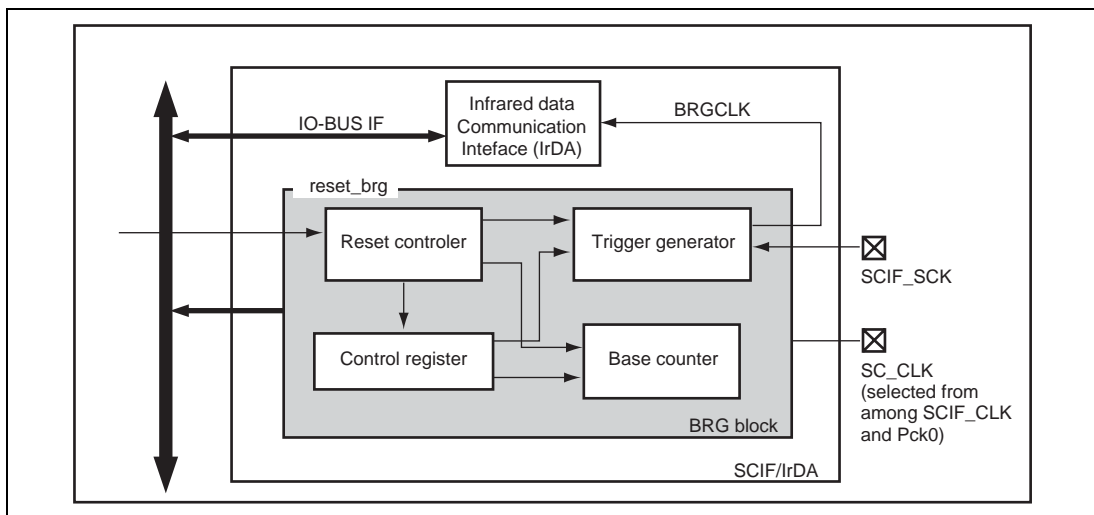 Infrared data
Communication
Inteface (IrDA)
BRGCLK
IO-BUS IF
reset_brg
Reset controler
Trigger generator
SCIF_SCK
Control register
Base counter
SC_CLK
(selected from
among SCIF_CLK
and Pck0)
BRG block
SCIF/IrDA